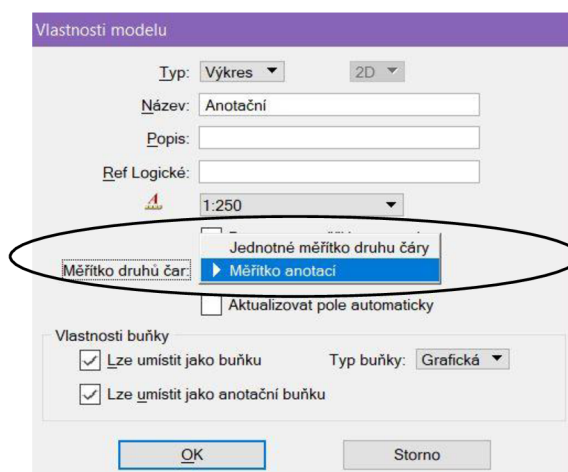 Vlastnosti modelu
Typ: Výkres 2D
Název: Anotační
Popis:
Ref Logické:
1:250
Jednotné měřítko druhu čáry
Měřítko druhů čar: Měřítko anotací
Aktualizovat pole automaticky
Vlastnosti buňky
Lze umístit jako buňku Typ buňky: Grafická
Lze umístit jako anotační buňku
OK Storno